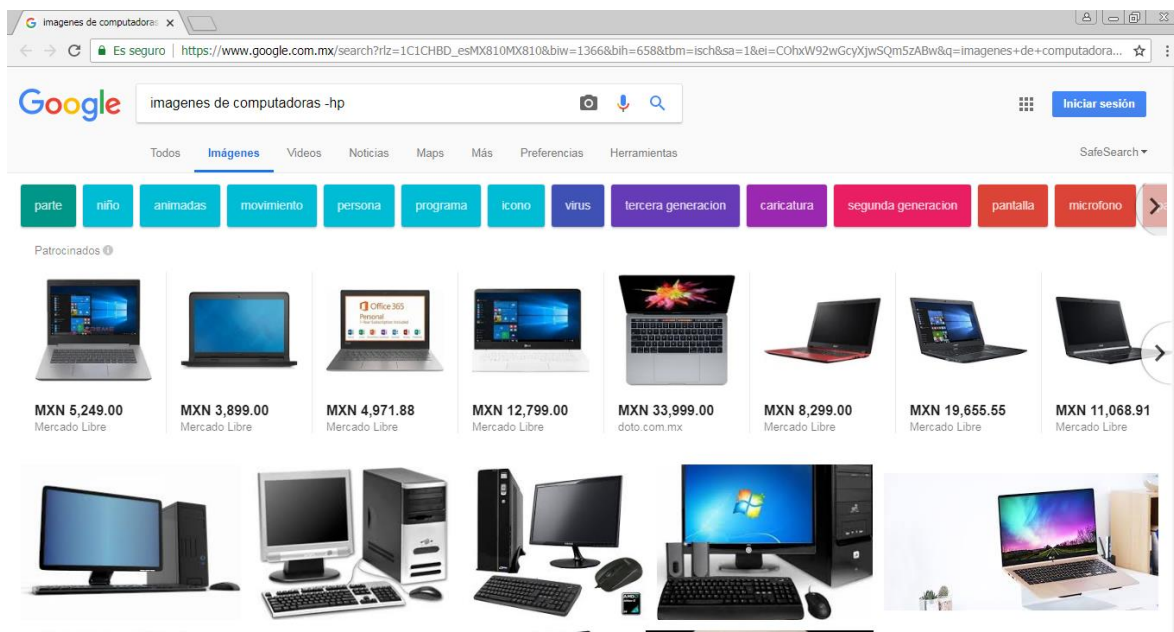 imagenes de computadoras
Es seguro | https://www.google.com.mx/search?rlz=1C1CHBD_esMX810MX810&biw=1366&bih=658&tbm=isch&sa=1&ei=COhxW92wGcyXjwSQm5zABw&q=imagenes+de+computadora...
Google imagenes de computadoras -hp Iniciar sesión
Todos Imágenes Videos Noticias Maps Más Preferencias Herramientas SafeSearch
parte niño animadas movimiento persona programa icono virus tercera generacion caricatura segunda generacion pantalla microfono
Patrocinados
Office 365
Personal
MXN 5,249.00 MXN 3,899.00 MXN 4,971.88 MXN 12,799.00 MXN 33,999.00 MXN 8,299.00 MXN 19,655.55 MXN 11,068.91
Mercado Libre Mercado Libre Mercado Libre Mercado Libre doto.com.mx Mercado Libre Mercado Libre Mercado Libre